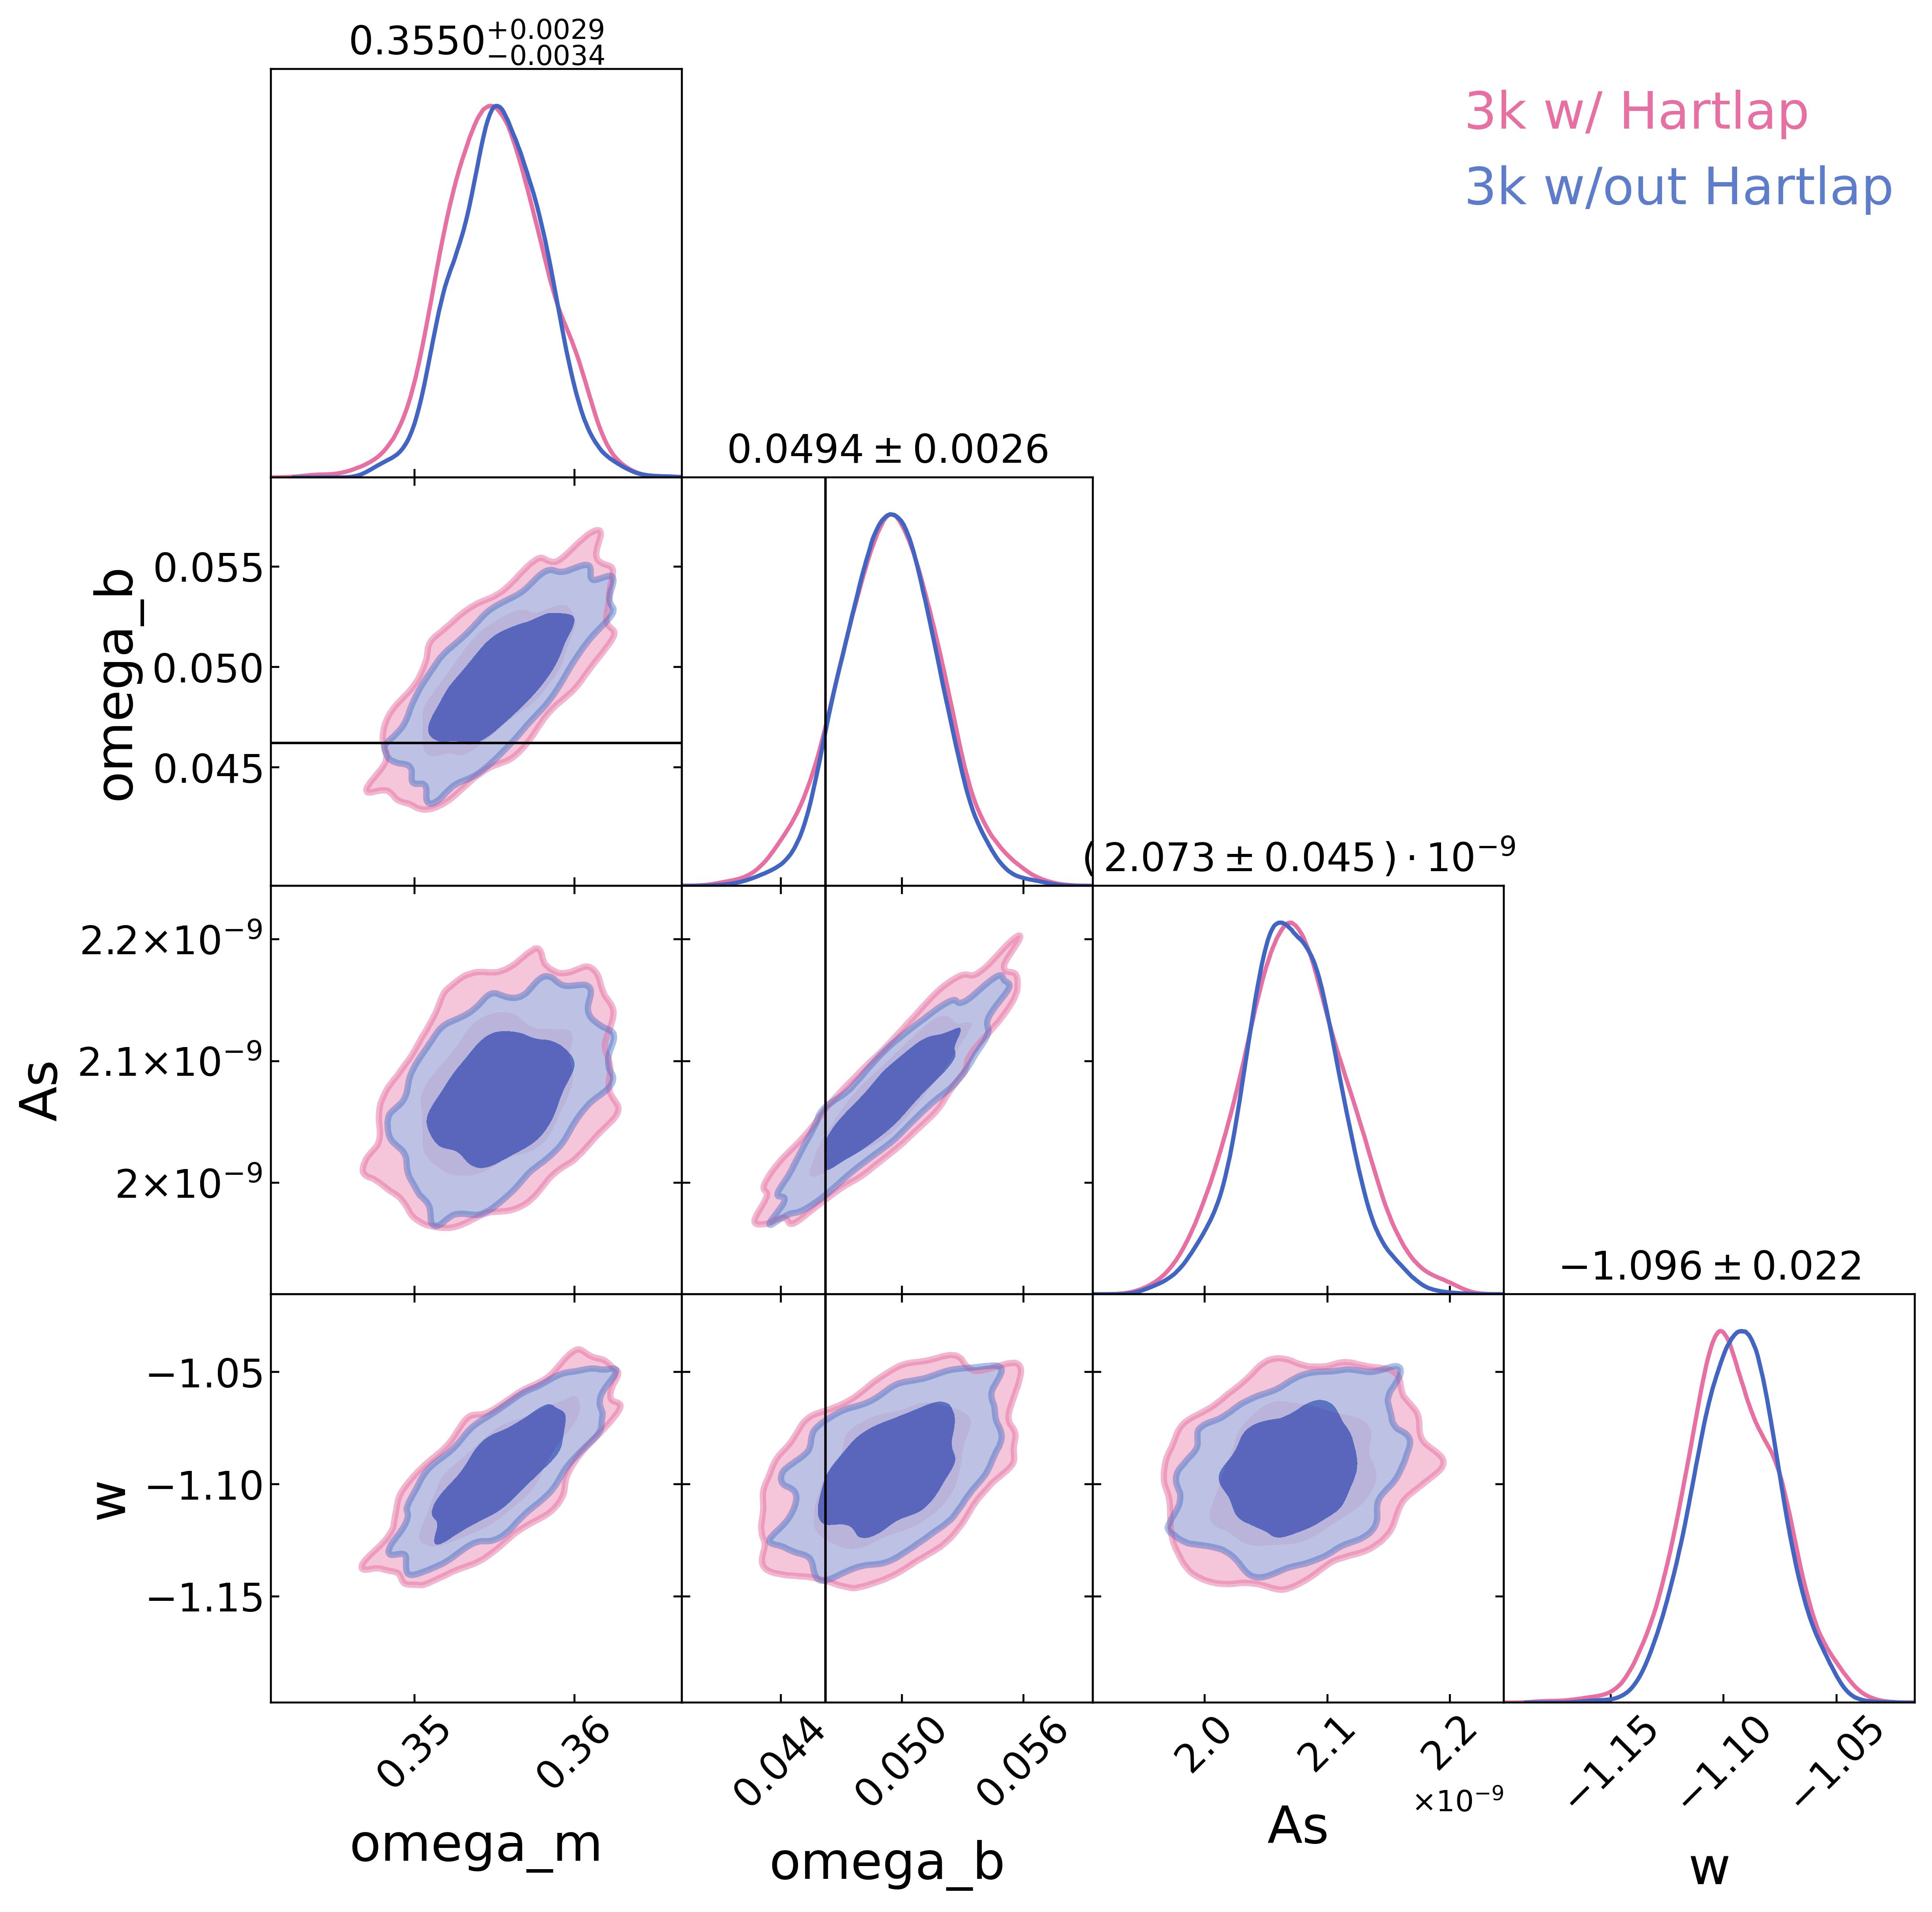 0.3550+0.0029−0.0034
3k w/ Hartlap
3k w/out Hartlap
0.0494 ± 0.0026
omega_b
0.055
0.050
0.045
(2.073 ± 0.045) · 10−9
As
2.2×10−9
2.1×10−9
2×10−9
−1.096 ± 0.022
w
−1.05
−1.10
−1.15
0.35 0.36 0.044 0.050 0.056 2.0 2.1 2.2 −1.15 −1.10 −1.05
×10−9
omega_m omega_b As w